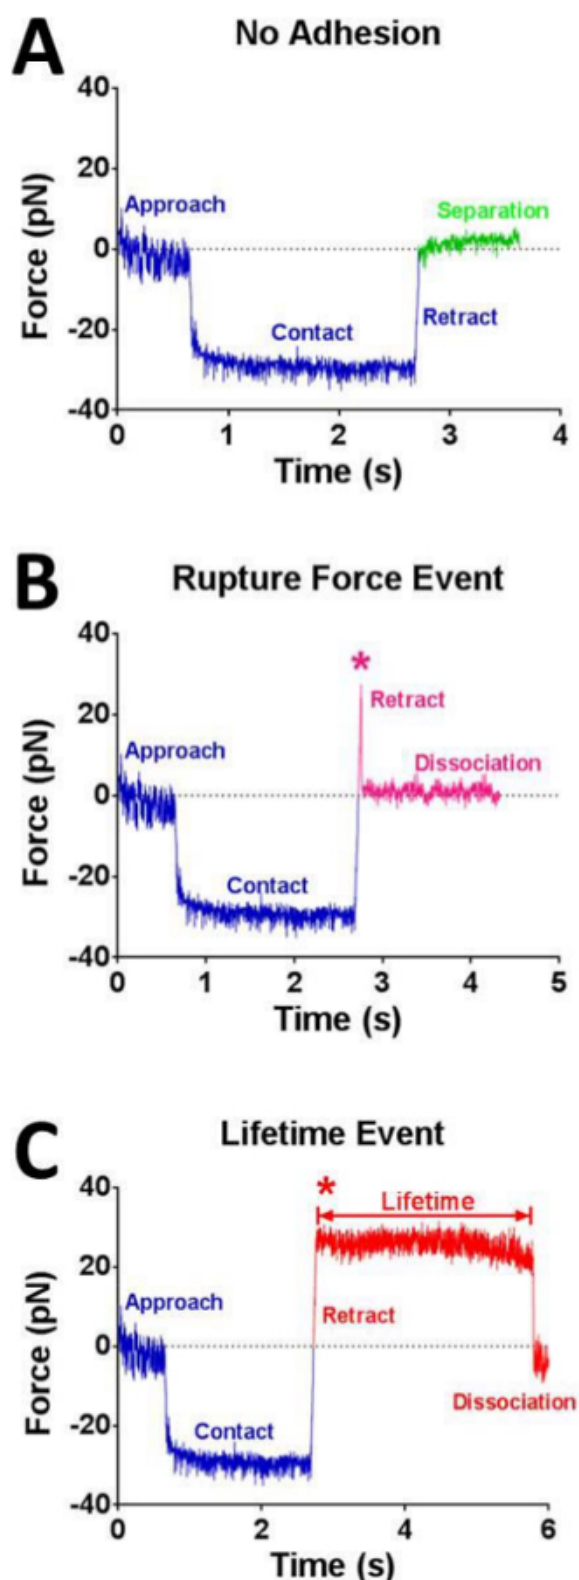 A
No Adhesion
40
20
0
-20
-40
Force (pN)
Approach
Separation
Contact
Retract
0 1 2 3 4
Time (s)
B
Rupture Force Event
40
20
0
-20
-40
Force (pN)
*
Retract
Approach
Dissociation
Contact
0 1 2 3 4 5
Time (s)
C
Lifetime Event
40
20
0
-20
-40
Force (pN)
*
Lifetime
Approach
Retract
Dissociation
Contact
0 2 4 6
Time (s)